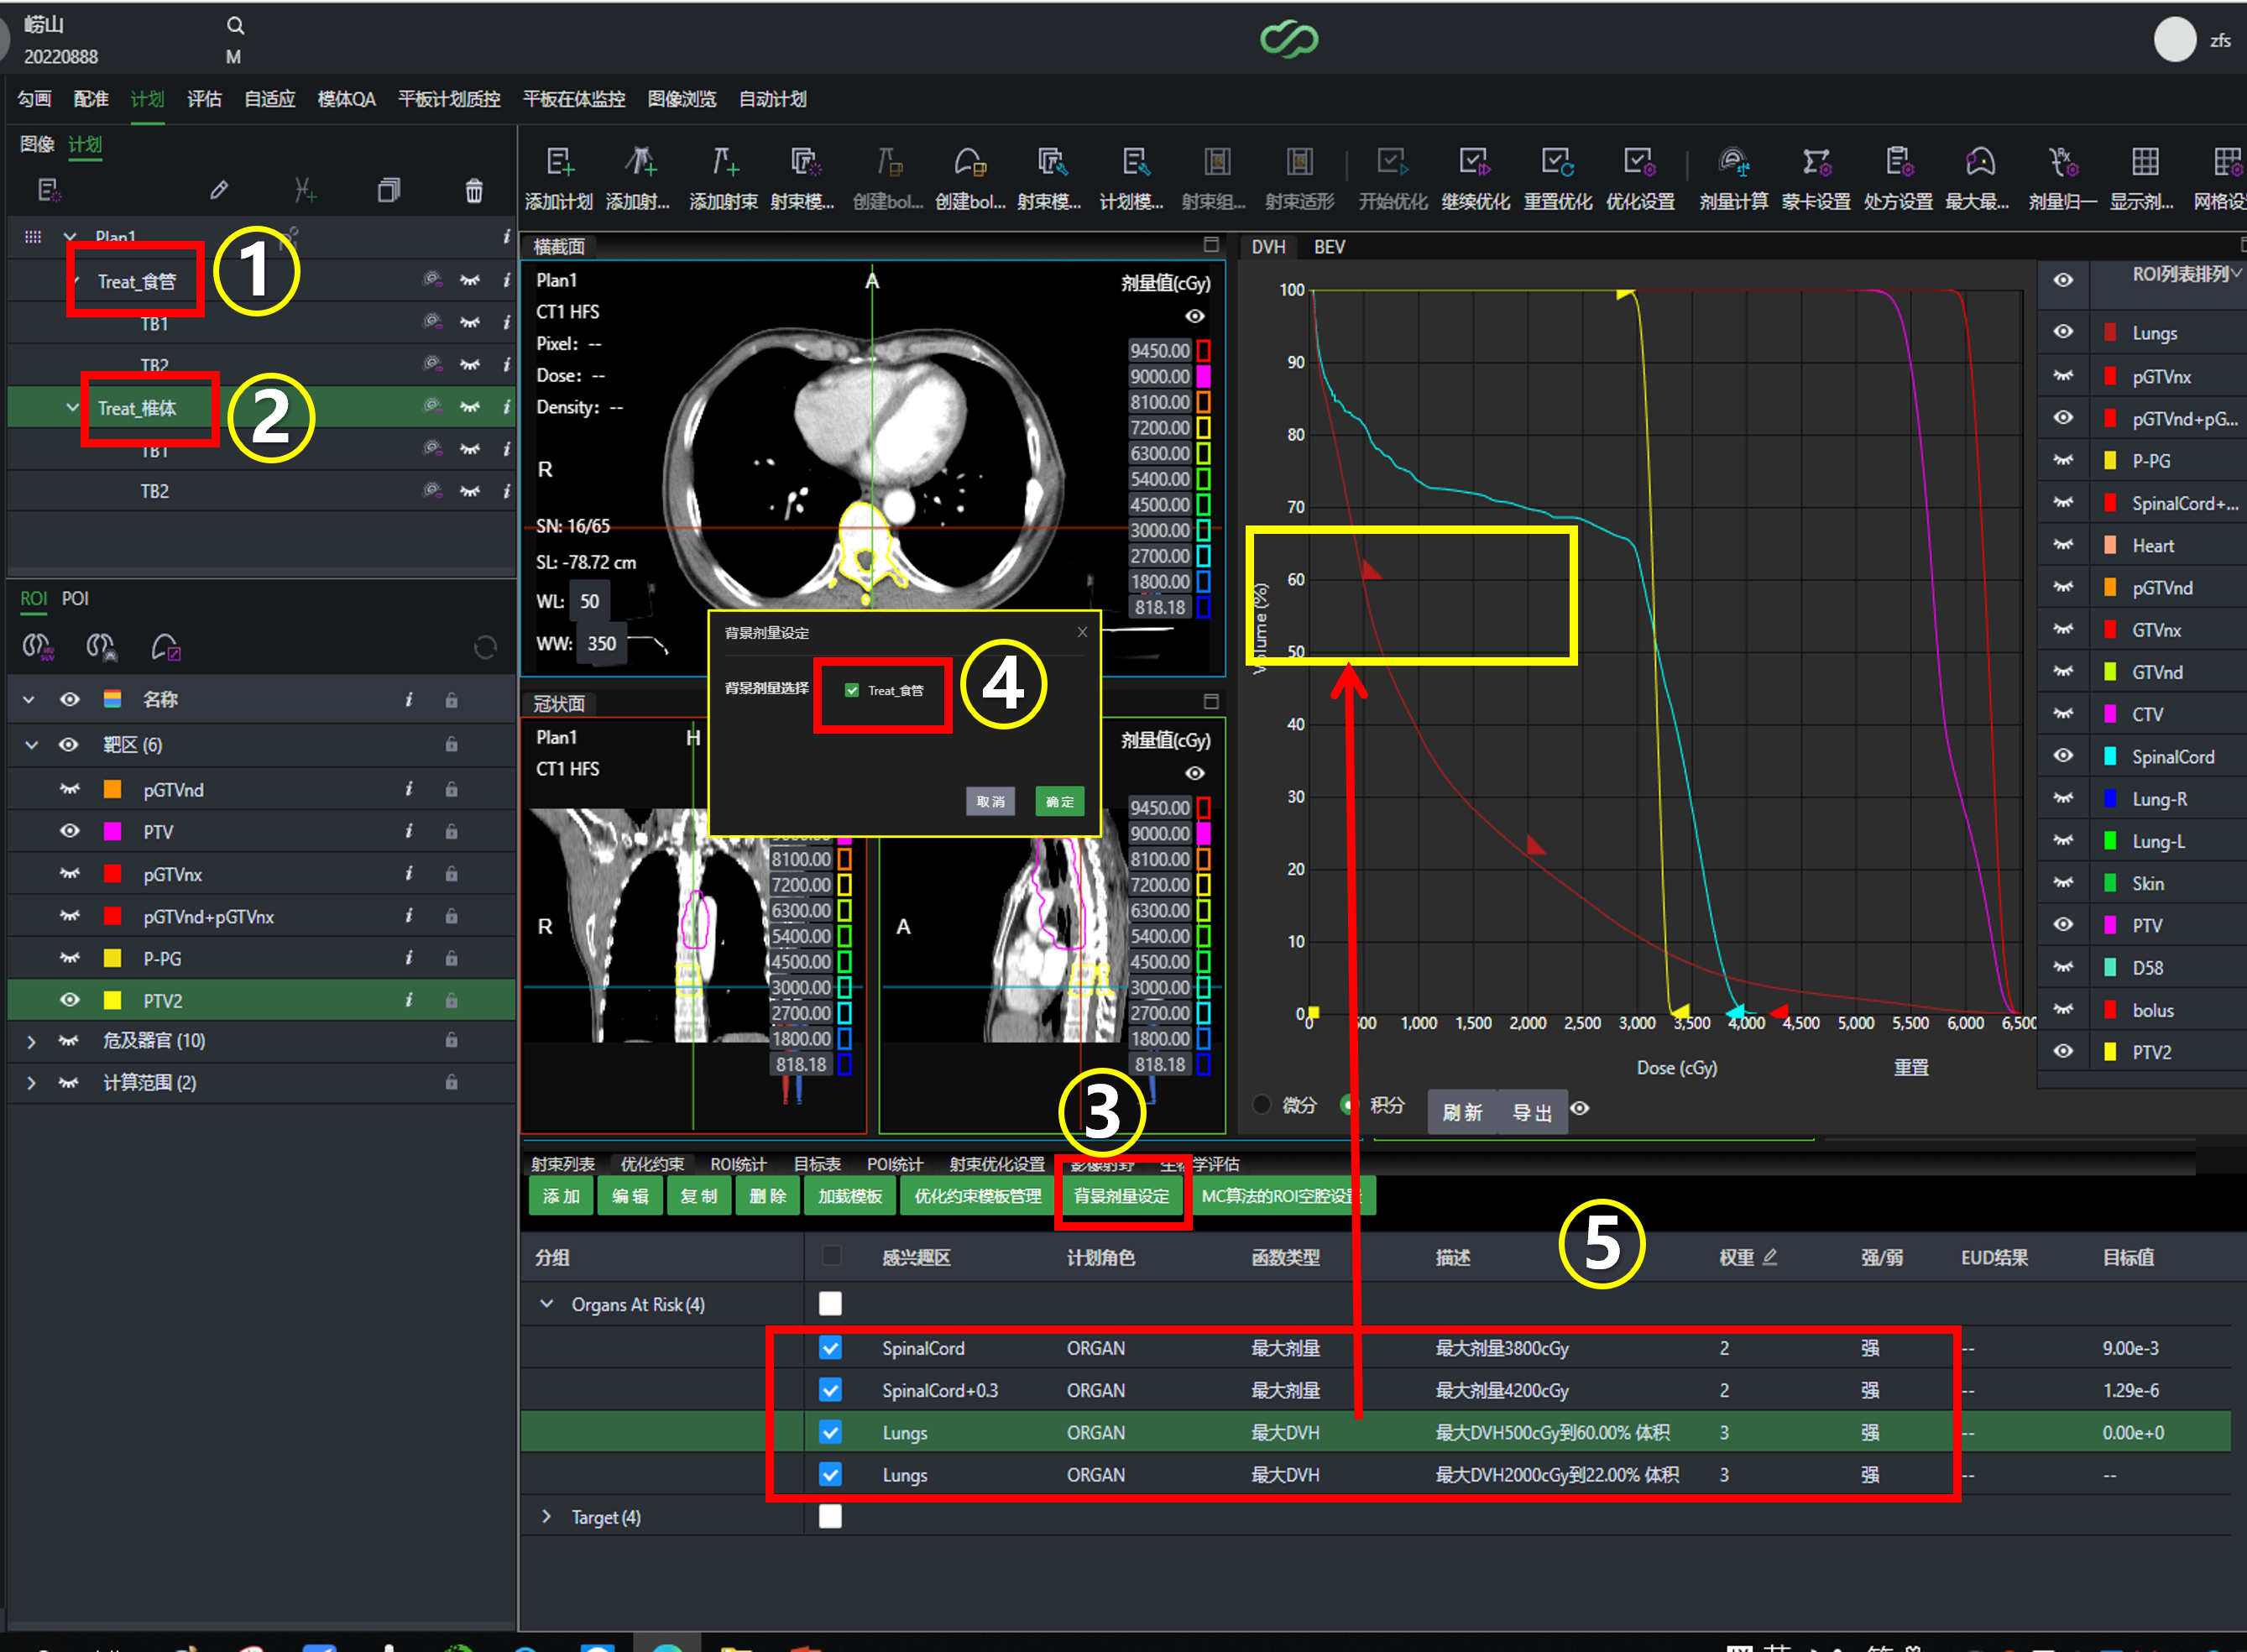 崂山
20220888
M
zfs
勾画 配准 计划 评估 自适应 模体QA 平板计划质控 平板在体监控 图像浏览 自动计划
图像 计划
添加计划 添加射... 添加射束 射束模... 创建bol... 创建bol... 射束模... 计划模... 射束组... 射束适形 开始优化 继续优化 重置优化 优化设置 剂量计算 蒙卡设置 处方设置 最大最... 剂量归一 显示剂... 网格设
Plan1
Treat_食管
①
TB1
TB2
Treat_椎体
②
TB1
TB2
ROI POI
名称
靶区 (6)
pGTVnd
PTV
pGTVnx
pGTVnd+pGTVnx
P-PG
PTV2
危及器官 (10)
计算范围 (2)
横截面
Plan1
CT1 HFS
Pixel: --
Dose: --
Density: --
A
R
SN: 16/65
SL: -78.72 cm
WL: 50
WW: 350
剂量值(cGy)
9450.00
9000.00
8100.00
7200.00
6300.00
5400.00
4500.00
3000.00
2700.00
1800.00
818.18
背景剂量设定
背景剂量选择 Treat_食管
④
取消 确定
冠状面
Plan1
CT1 HFS
H
R
8100.00
7200.00
6300.00
5400.00
4500.00
3000.00
2700.00
1800.00
818.18
A
剂量值(cGy)
9450.00
9000.00
8100.00
7200.00
6300.00
5400.00
4500.00
3000.00
2700.00
1800.00
818.18
DVH BEV
100
90
80
70
60
50
40
30
20
10
0
Volume (%)
0 500 1,000 1,500 2,000 2,500 3,000 3,500 4,000 4,500 5,000 5,500 6,000 6,500
Dose (cGy)
重置
微分 积分 刷新 导出
ROI列表排列
Lungs
pGTVnx
pGTVnd+pG...
P-PG
SpinalCord+...
Heart
pGTVnd
GTVnx
GTVnd
CTV
SpinalCord
Lung-R
Lung-L
Skin
PTV
D58
bolus
PTV2
③
射束列表 优化约束 ROI统计 目标表 POI统计 射束优化设置 影像射野 生物学评估
添加 编辑 复制 删除 加载模板 优化约束模板管理 背景剂量设定 MC算法的ROI空腔设置
⑤
分组 感兴趣区 计划角色 函数类型 描述 权重 强/弱 EUD结果 目标值
Organs At Risk (4)
SpinalCord ORGAN 最大剂量 最大剂量3800cGy 2 强 -- 9.00e-3
SpinalCord+0.3 ORGAN 最大剂量 最大剂量4200cGy 2 强 -- 1.29e-6
Lungs ORGAN 最大DVH 最大DVH500cGy到60.00% 体积 3 强 -- 0.00e+0
Lungs ORGAN 最大DVH 最大DVH2000cGy到22.00% 体积 3 强 -- --
Target (4)